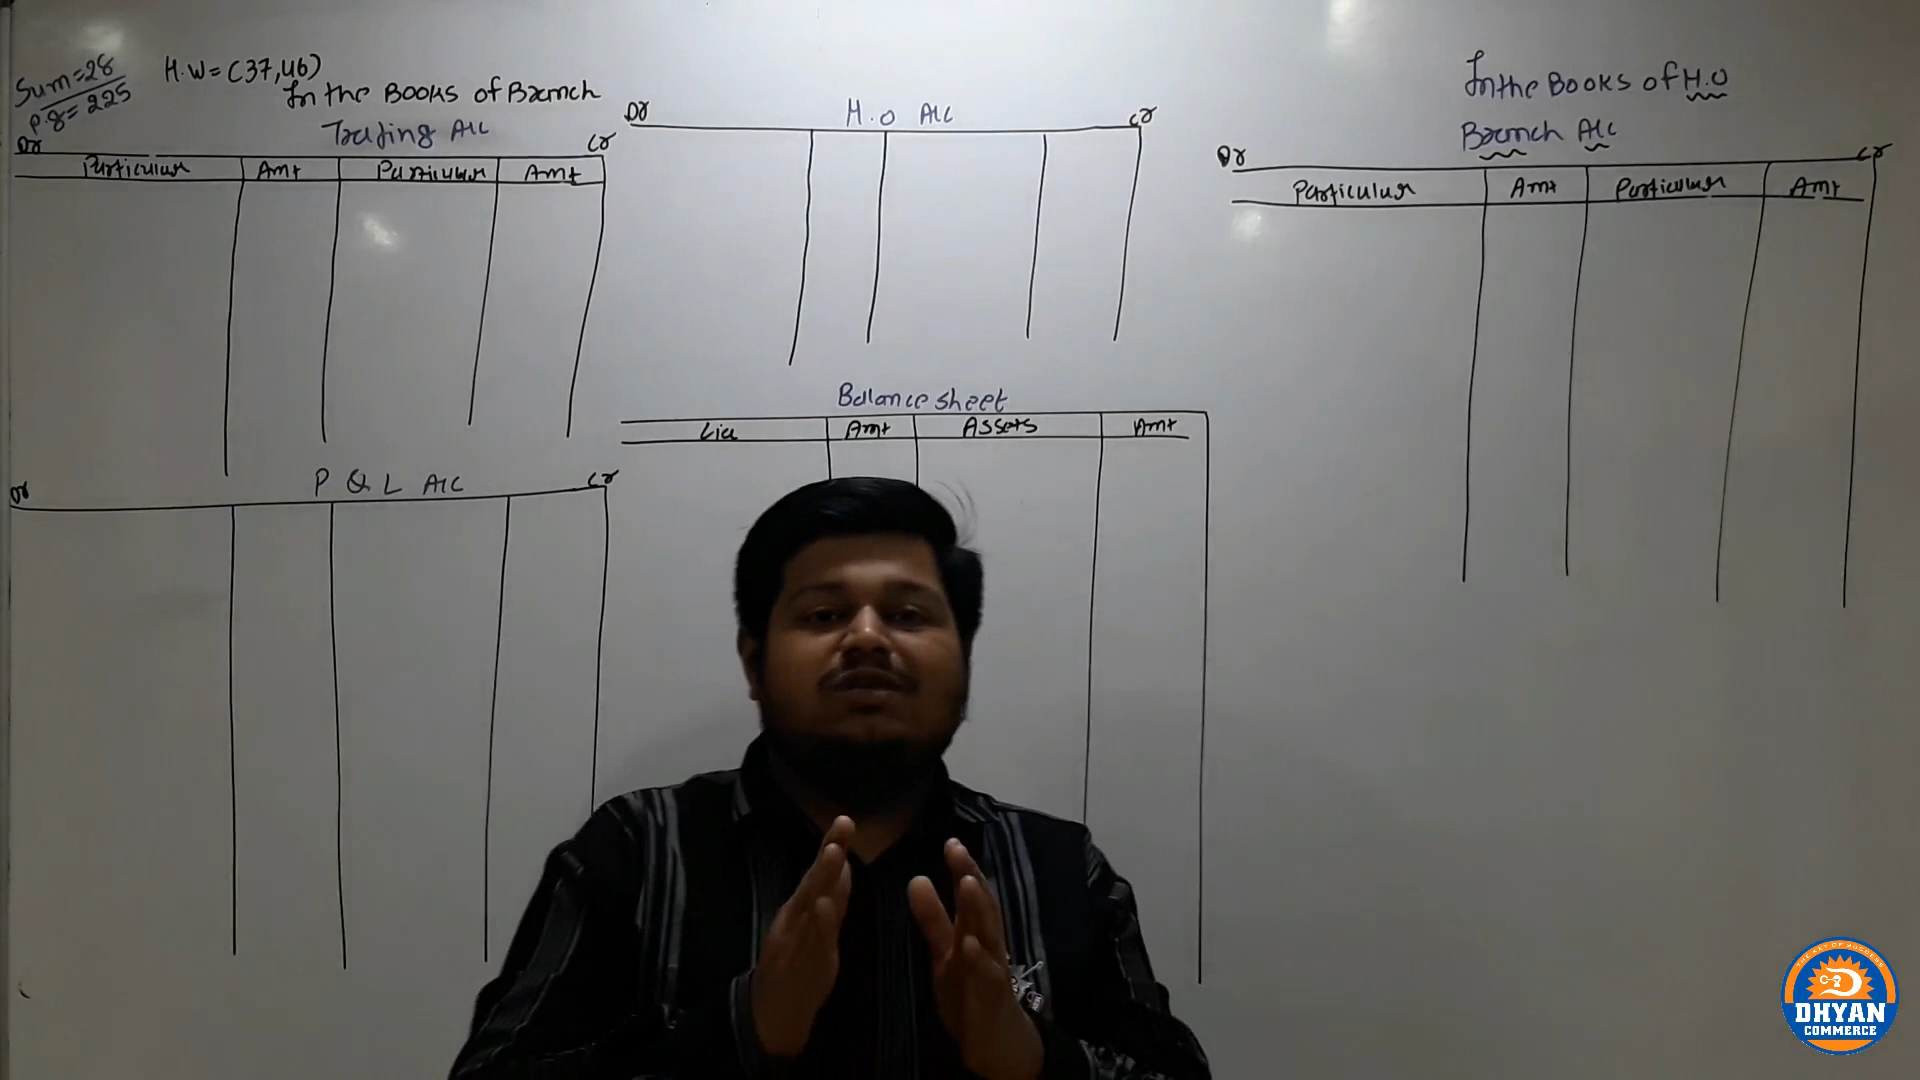 Sum=28
P.g=225
H.W=(37,46)
In the Books of Branch
Trading A/c
Dr
Cr
Particular Amt Particular Amt
P & L A/c
Dr
Cr
H.O A/c
Dr
Cr
Balance sheet
Lia Amt Assets Amt
In the Books of H.O
Branch A/c
Dr
Cr
Particular Amt Particular Amt
DHYAN
COMMERCE